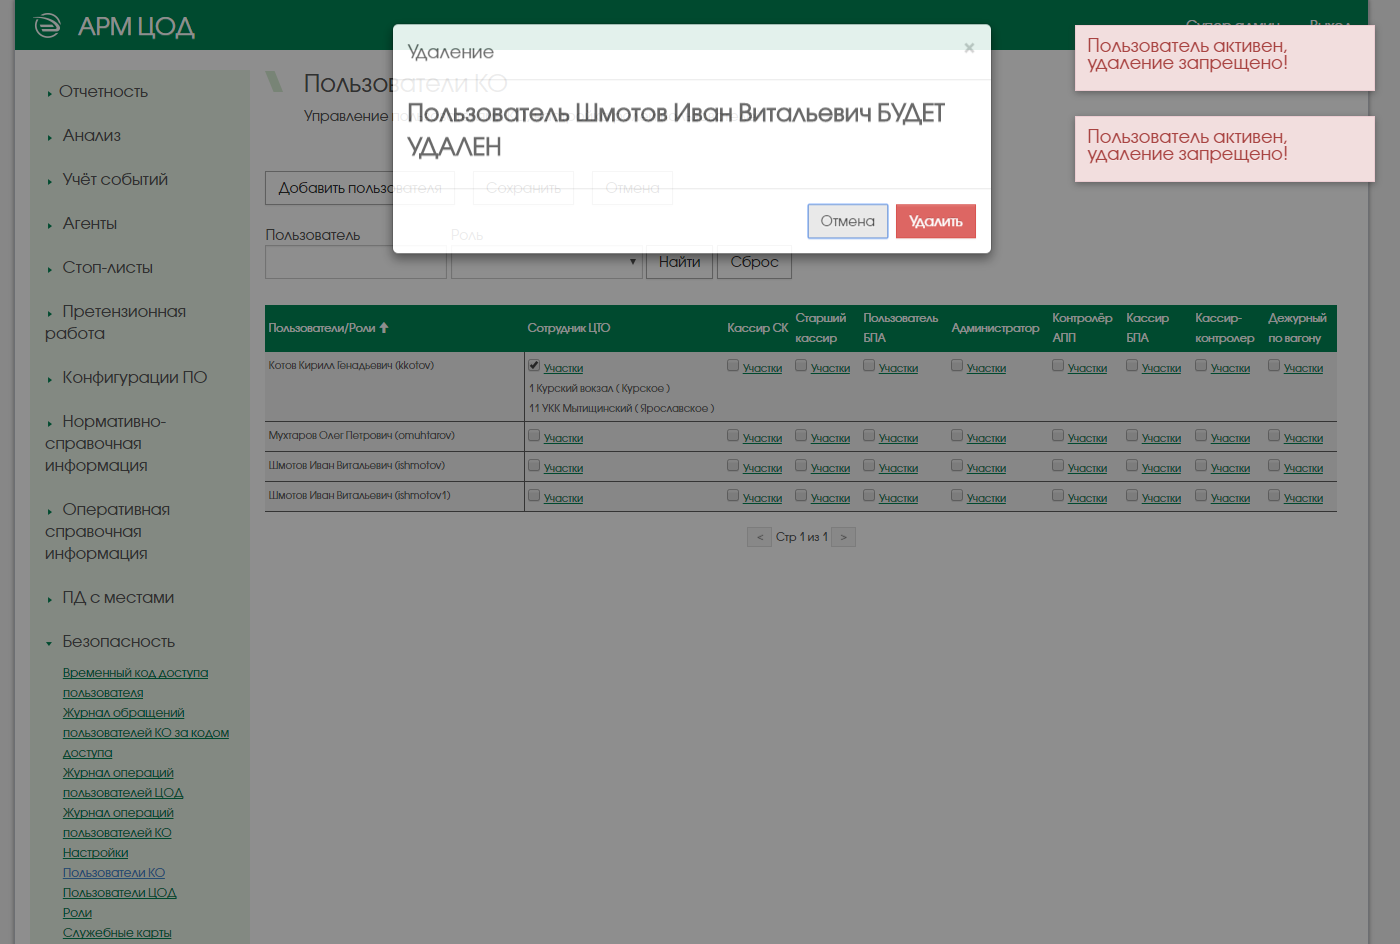 АРМ ЦОД
Супер админ
Выход
Пользователь активен,
удаление запрещено!
Пользователь активен,
удаление запрещено!
Удаление
×
Пользователь Шмотов Иван Витальевич БУДЕТ
УДАЛЕН
Отмена
Удалить
Отчетность
Анализ
Учёт событий
Агенты
Стоп-листы
Претензионная
работа
Конфигурации ПО
Нормативно-
справочная
информация
Оперативная
справочная
информация
ПД с местами
Безопасность
Временный код доступа
пользователя
Журнал обращений
пользователей КО за кодом
доступа
Журнал операций
пользователей ЦОД
Журнал операций
пользователей КО
Настройки
Пользователи КО
Пользователи ЦОД
Роли
Служебные карты
Пользователи КО
Управление
Добавить пользователя Сохранить Отмена
Пользователь Роль
Найти Сброс
Пользователи/Роли Сотрудник ЦТО Кассир СК Старший кассир Пользователь БПА Администратор Контролёр АПП Кассир БПА Кассир-контролер Дежурный по вагону
Котов Кирилл Генадьевич (kkotov) Участки Участки Участки Участки Участки Участки Участки Участки Участки
1 Курский вокзал ( Курское )
11 УКК Мытищинский ( Ярославское )
Мухтаров Олег Петрович (omuhtarov) Участки Участки Участки Участки Участки Участки Участки Участки Участки
Шмотов Иван Витальевич (ishmotov) Участки Участки Участки Участки Участки Участки Участки Участки Участки
Шмотов Иван Витальевич (ishmotov1) Участки Участки Участки Участки Участки Участки Участки Участки Участки
< Стр 1 из 1 >